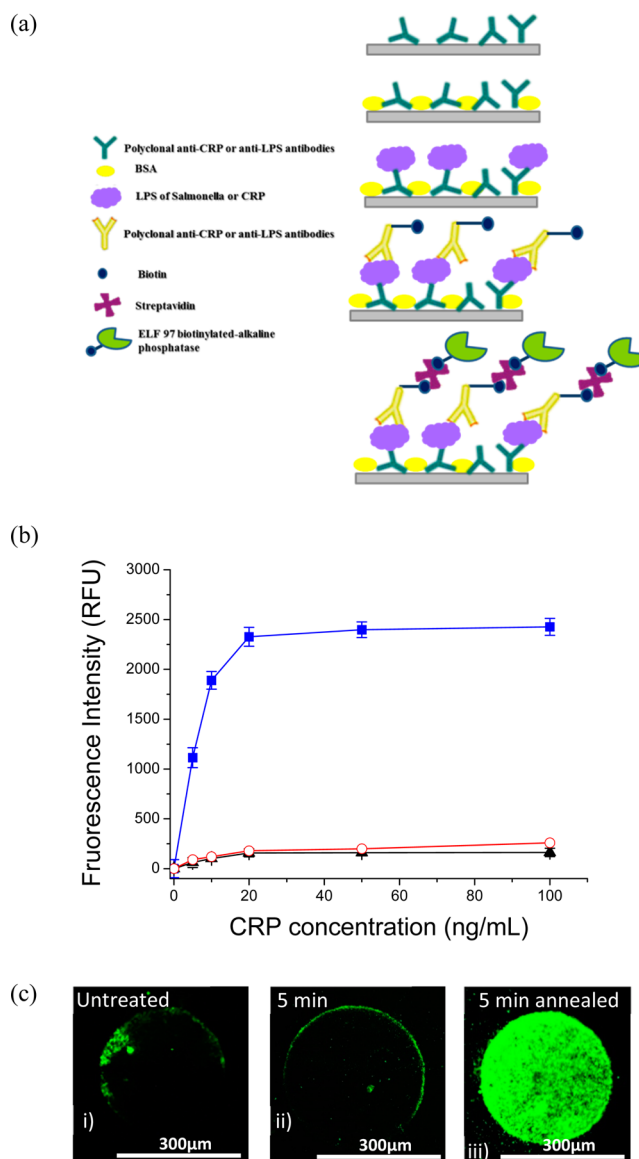 (a)
Polyclonal anti-CRP or anti-LPS antibodies
BSA
LPS of Salmonella or CRP
Polyclonal anti-CRP or anti-LPS antibodies
Biotin
Streptavidin
ELF 97 biotinylated-alkaline
phosphatase
(b)
Fruorescence Intensity (RFU)
3000
2500
2000
1500
1000
500
0
0
20
40
60
80
100
CRP concentration (ng/mL)
(c)
Untreated
i)
300μm
5 min
ii)
300μm
5 min annealed
iii)
300μm